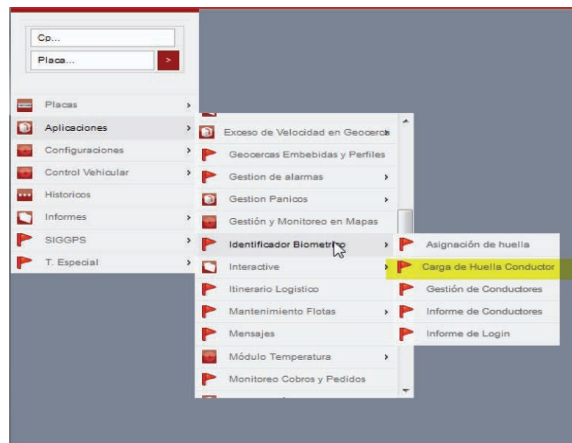 Cp...
Placa...
>
Placas
Aplicaciones
Configuraciones
Control Vehicular
Historicos
Informes
SIGGPS
T. Especial
Exceso de Velocidad en Geocerca
Geocercas Embebidas y Perfiles
Gestion de alarmas
Gestion Panicos
Gestión y Monitoreo en Mapas
Identificador Biometrico
Interactive
Itinerario Logistico
Mantenimiento Flotas
Mensajes
Módulo Temperatura
Monitoreo Cobros y Pedidos
Asignación de huella
Carga de Huella Conductor
Gestión de Conductores
Informe de Conductores
Informe de Login